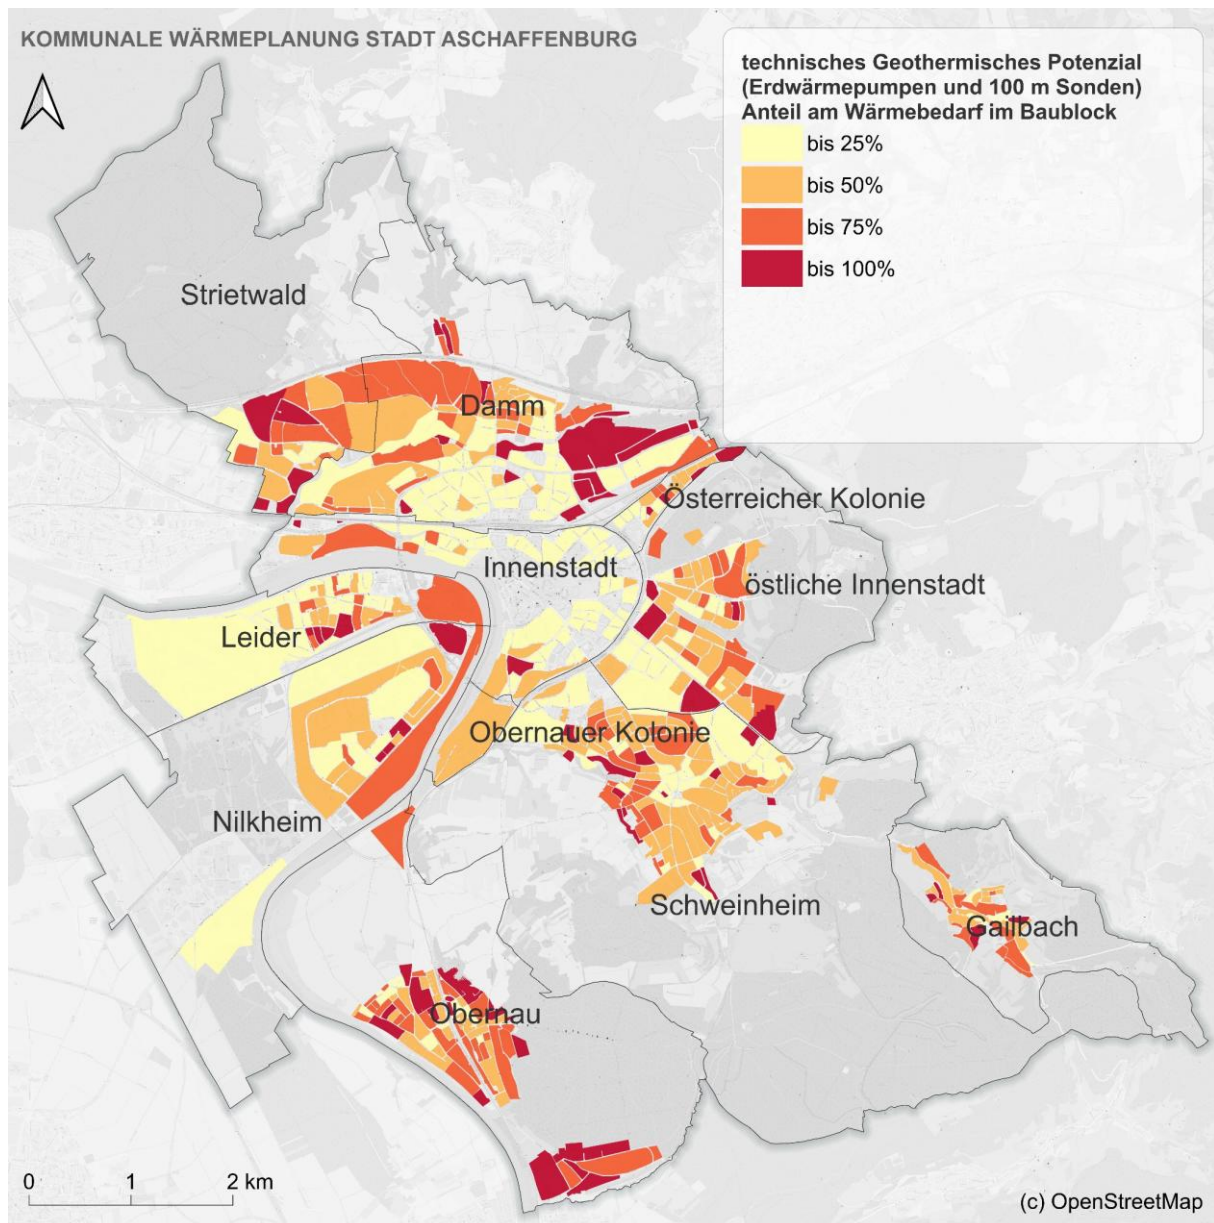 KOMMUNALE WÄRMEPLANUNG STADT ASCHAFFENBURG
technisches Geothermisches Potenzial
(Erdwärmepumpen und 100 m Sonden)
Anteil am Wärmebedarf im Baublock
bis 25%
bis 50%
bis 75%
bis 100%
Strietwald
Damm
Österreicher Kolonie
Innenstadt
östliche Innenstadt
Leider
Obernauer Kolonie
Nilkheim
Schweinheim
Gailbach
Obernau
0 1 2 km
(c) OpenStreetMap